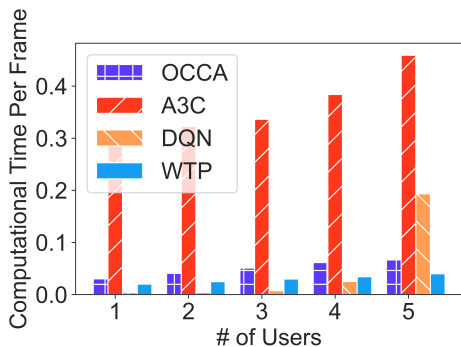 Computational Time Per Frame
0.4
0.3
0.2
0.1
0.0
OCCA
A3C
DQN
WTP
1 2 3 4 5
# of Users